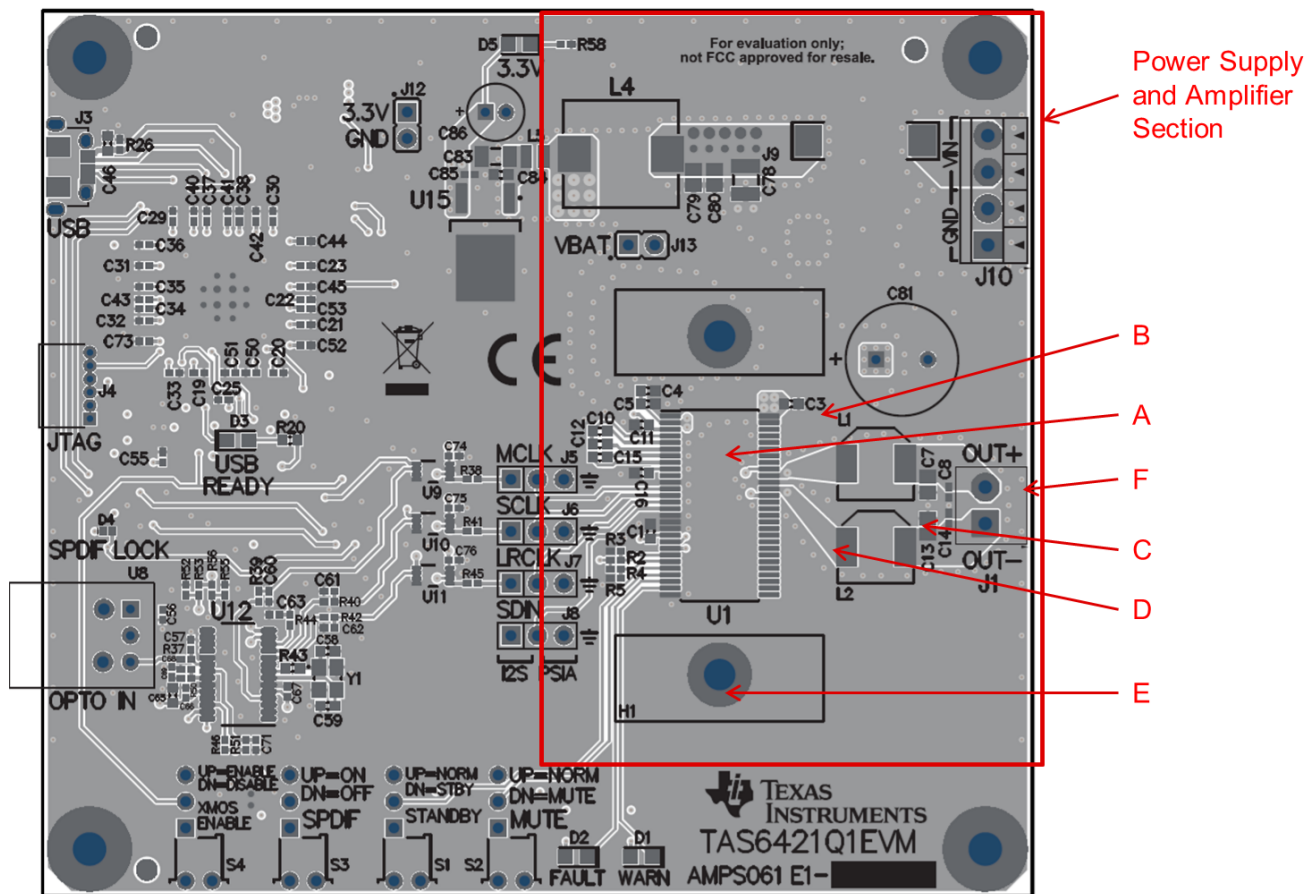 Power Supply
and Amplifier
Section
For evaluation only;
not FCC approved for resale.
D5
R58
3.3V
J12
3.3V
GND
C86
L4
L5
C83
C85
C84
U15
J9
C79
C80
C78
VIN
GND
J10
VBAT
J13
J3
R26
C46
USB
C40
C37
C41
C38
C30
C29
C42
C36
C44
C31
C23
C35
C45
C43
C34
C22
C53
C32
C21
C73
C52
J4
JTAG
C33
C19
C51
C50
C20
C25
D3
R20
USB
READY
C55
C81
B
A
F
C
D
E
C4
C5
C3
C10
C12
C11
C15
C16
C1
L1
C7
C8
OUT+
C13
C14
OUT-
J1
L2
U1
MCLK
J5
C74
R38
U9
SCLK
J6
C75
R41
U10
LRCLK
J7
C76
R45
U11
SDIN
J8
I2S
PSIA
R3
R2
R4
R5
D4
SPDIF LOCK
U8
R52
R53
R56
R55
R39
C60
C61
U12
C63
R44
R40
R42
C62
C56
C57
R37
C58
R43
Y1
C59
C67
C65
R46
R51
C71
OPTO IN
H1
UP=ENABLE
DN=DISABLE
XMOS
ENABLE
S4
UP=ON
DN=OFF
SPDIF
S3
UP=NORM
DN=STBY
STANDBY
S1
UP=NORM
DN=MUTE
MUTE
S2
D2
FAULT
D1
WARN
TEXAS
INSTRUMENTS
TAS6421Q1EVM
AMPS061 E1-